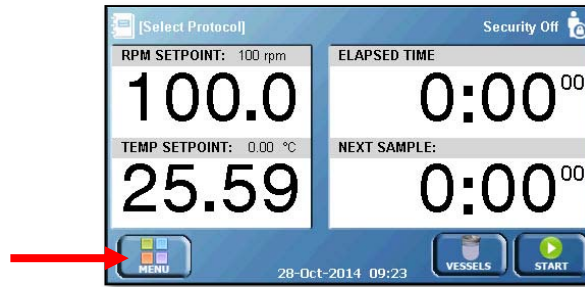 [Select Protocol] Security Off
RPM SETPOINT: 100 rpm
100.0
TEMP SETPOINT: 0.00 °C
25.59
ELAPSED TIME
0:00 00
NEXT SAMPLE:
0:00 00
MENU
28-Oct-2014 09:23
VESSELS
START